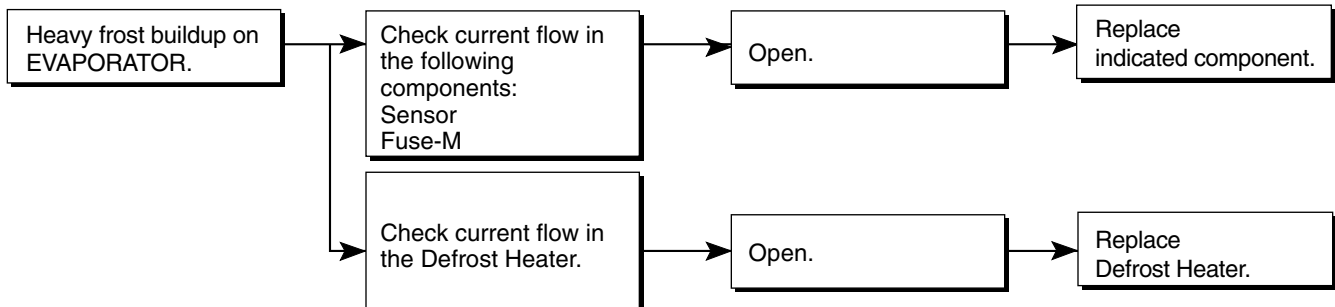 Heavy frost buildup on
EVAPORATOR.
Check current flow in
the following
components:
Sensor
Fuse-M
Open.
Replace
indicated component.
Check current flow in
the Defrost Heater.
Open.
Replace
Defrost Heater.